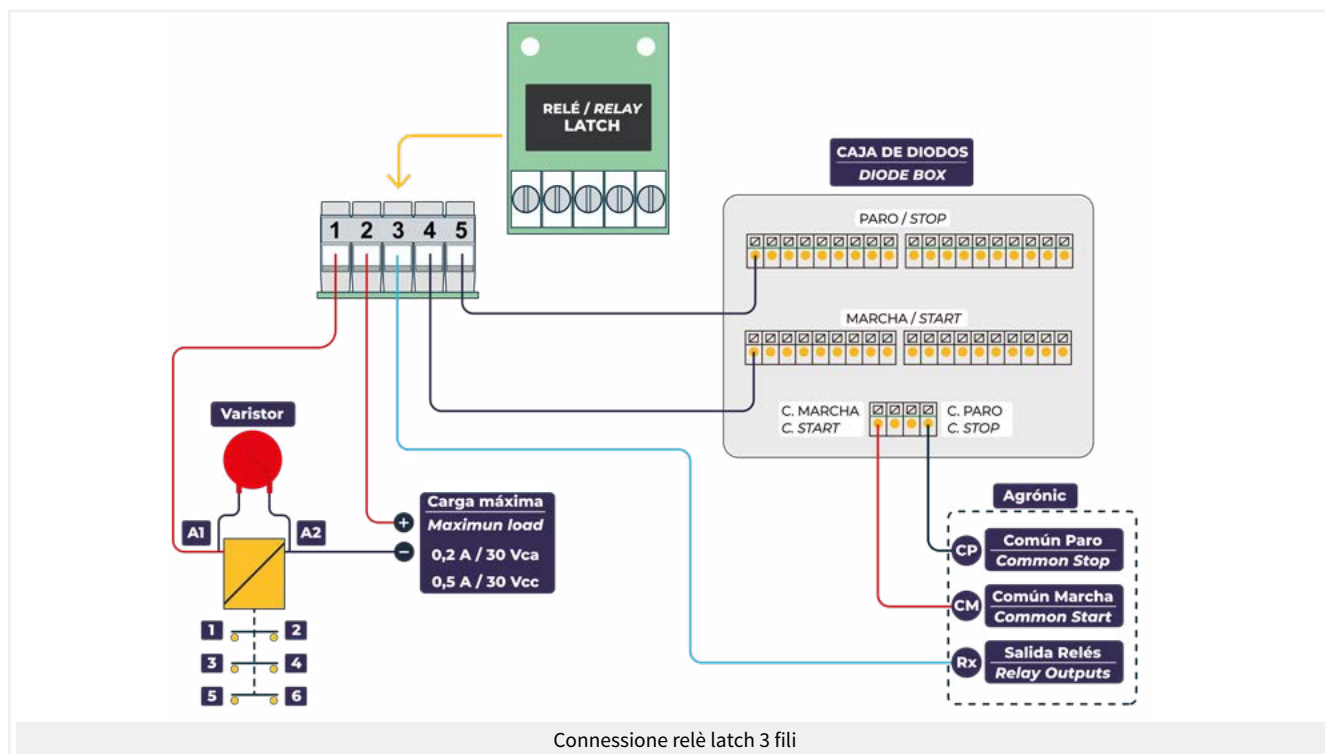 RELÉ / RELAY
LATCH
CAJA DE DIODOS
DIODE BOX
PARO / STOP
1 2 3 4 5
MARCHA / START
C. MARCHA
C. START
C. PARO
C. STOP
Varistor
A1
A2
+
Carga máxima
Maximun load
−
0,2 A / 30 Vca
0,5 A / 30 Vcc
Agrónic
CP
Común Paro
Common Stop
CM
Común Marcha
Common Start
Rx
Salida Relés
Relay Outputs
1 2
3 4
5 6
Connessione relè latch 3 fili